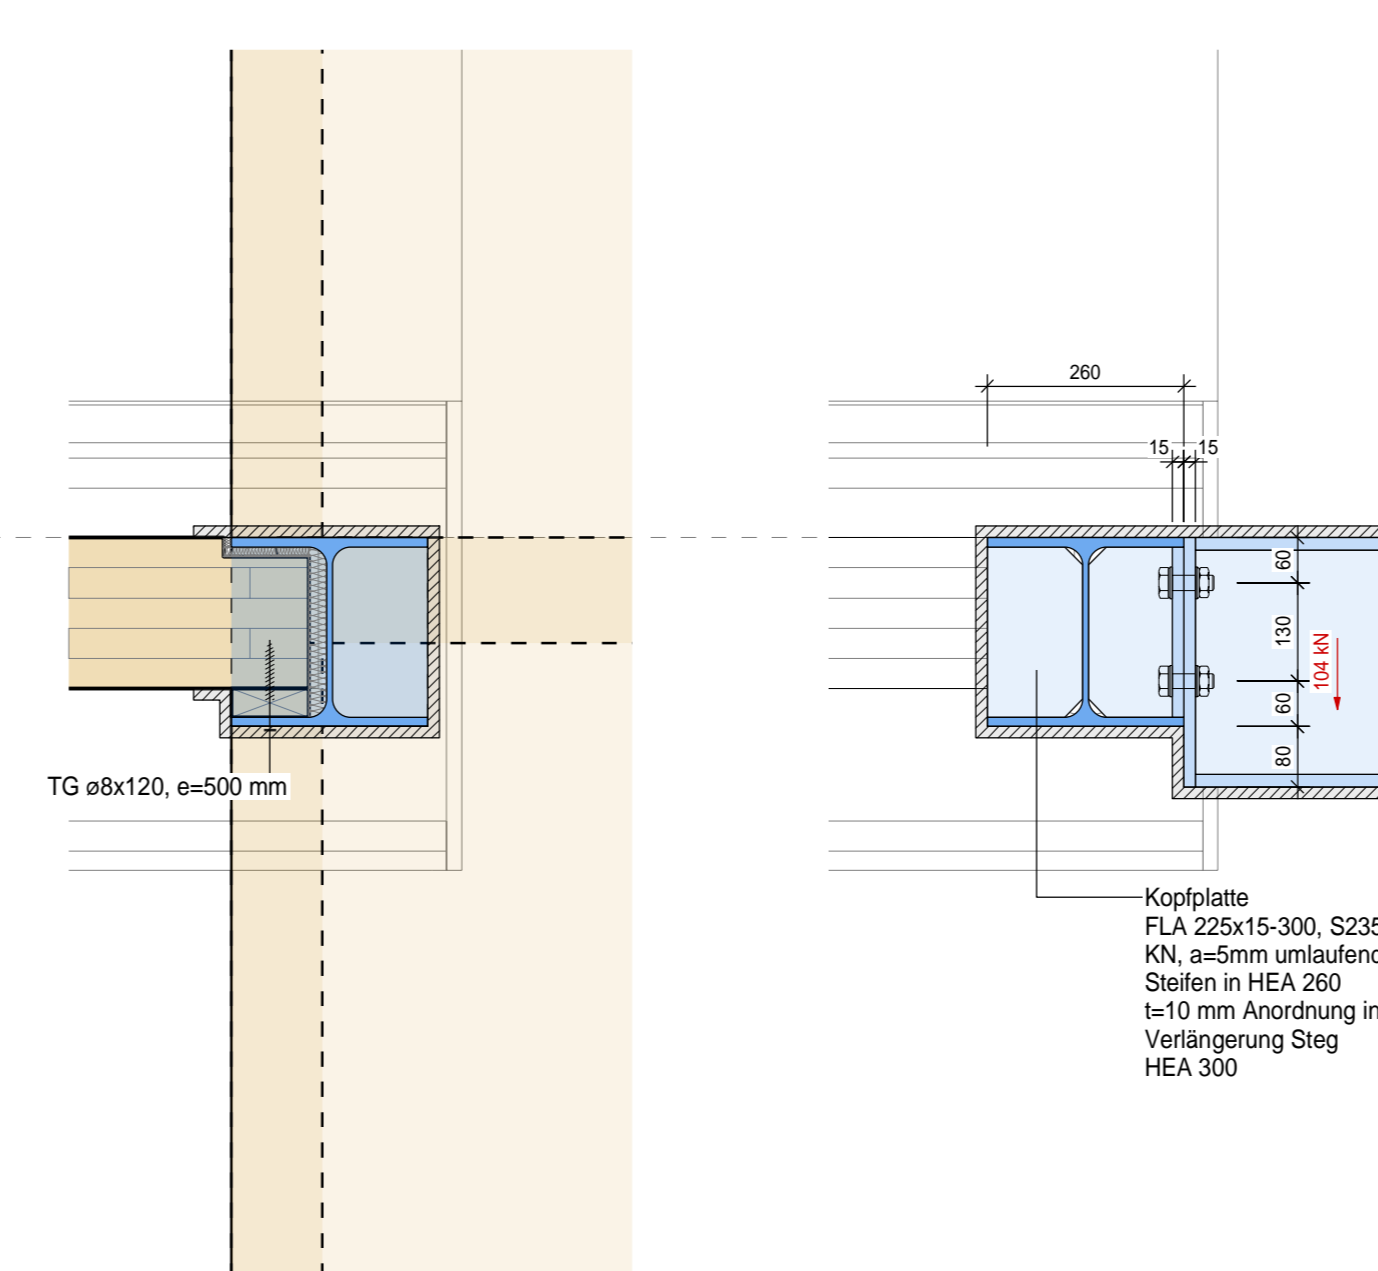 260
15
15
60
130
104 kN
60
80
TG ø8x120, e=500 mm
Kopfplatte
FLA 225x15-300, S235
KN, a=5mm umlaufend
Steifen in HEA 260
t=10 mm Anordnung in
Verlängerung Steg
HEA 300